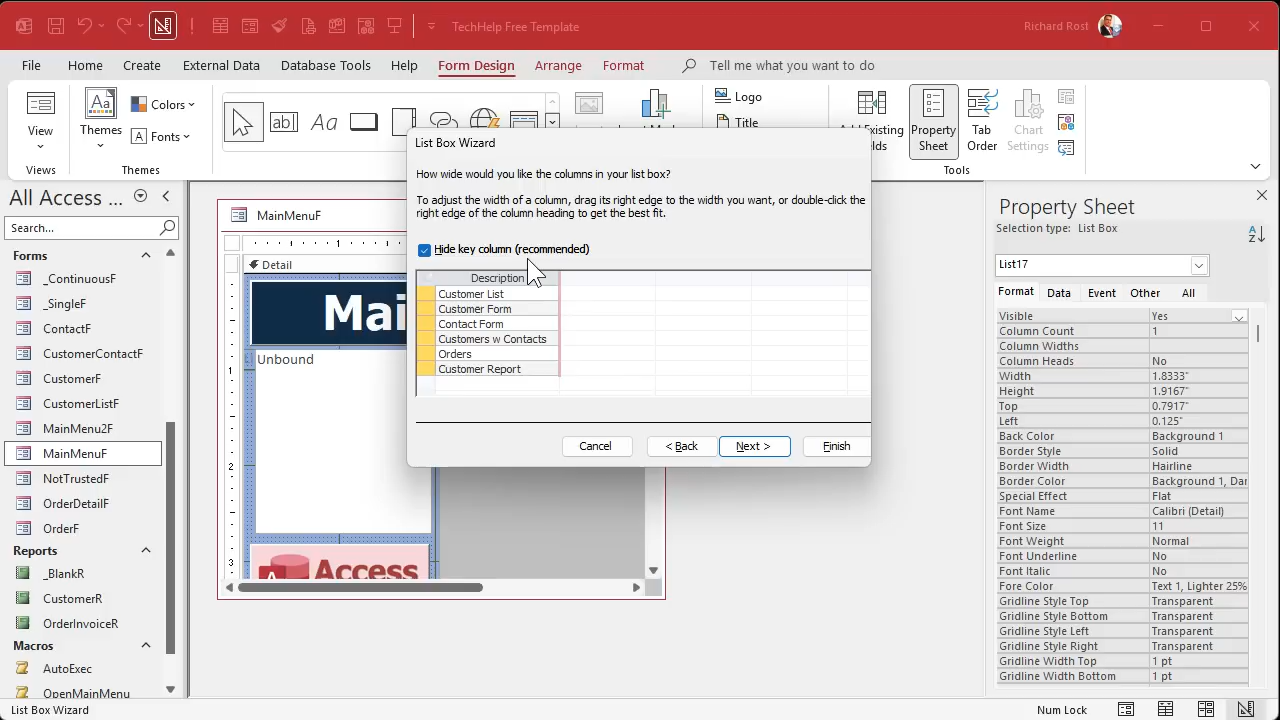 TechHelp Free Template
Richard Rost
File Home Create External Data Database Tools Help Form Design Arrange Format Tell me what you want to do
View
Views
Themes
Colors
Fonts
Themes
ab|
Aa
Logo
Title
Property Sheet
Tab Order
Chart Settings
Tools
All Access ...
Search...
Forms
_ContinuousF
_SingleF
ContactF
CustomerContactF
CustomerF
CustomerListF
MainMenu2F
MainMenuF
NotTrustedF
OrderDetailF
OrderF
Reports
_BlankR
CustomerR
OrderInvoiceR
Macros
AutoExec
OpenMainMenu
MainMenuF
1
Detail
Mai
Unbound
1
2
3
Access
List Box Wizard
How wide would you like the columns in your list box?
To adjust the width of a column, drag its right edge to the width you want, or double-click the
right edge of the column heading to get the best fit.
Hide key column (recommended)
Description
Customer List
Customer Form
Contact Form
Customers w Contacts
Orders
Customer Report
Cancel < Back Next > Finish
Property Sheet
Selection type: List Box
List17
Format Data Event Other All
Visible Yes
Column Count 1
Column Widths
Column Heads No
Width 1.8333"
Height 1.9167"
Top 0.7917"
Left 0.125"
Back Color Background 1
Border Style Solid
Border Width Hairline
Border Color Background 1, Dar
Special Effect Flat
Font Name Calibri (Detail)
Font Size 11
Font Weight Normal
Font Underline No
Font Italic No
Fore Color Text 1, Lighter 25%
Gridline Style Top Transparent
Gridline Style Bottom Transparent
Gridline Style Left Transparent
Gridline Style Right Transparent
Gridline Width Top 1 pt
Gridline Width Bottom 1 pt
List Box Wizard
Num Lock